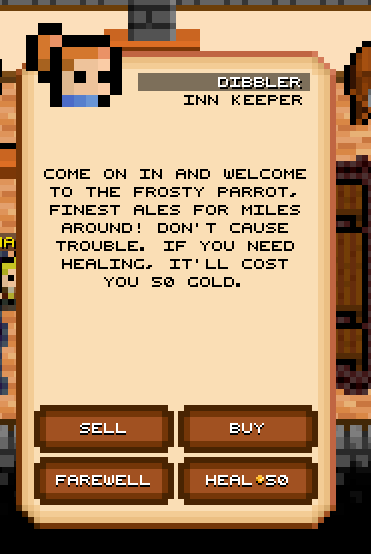 DIBBLER
INN KEEPER
COME ON IN AND WELCOME
TO THE FROSTY PARROT,
FINEST ALES FOR MILES
AROUND! DON'T CAUSE
TROUBLE. IF YOU NEED
HEALING, IT'LL COST
YOU 50 GOLD.
SELL
BUY
FAREWELL
HEAL 50